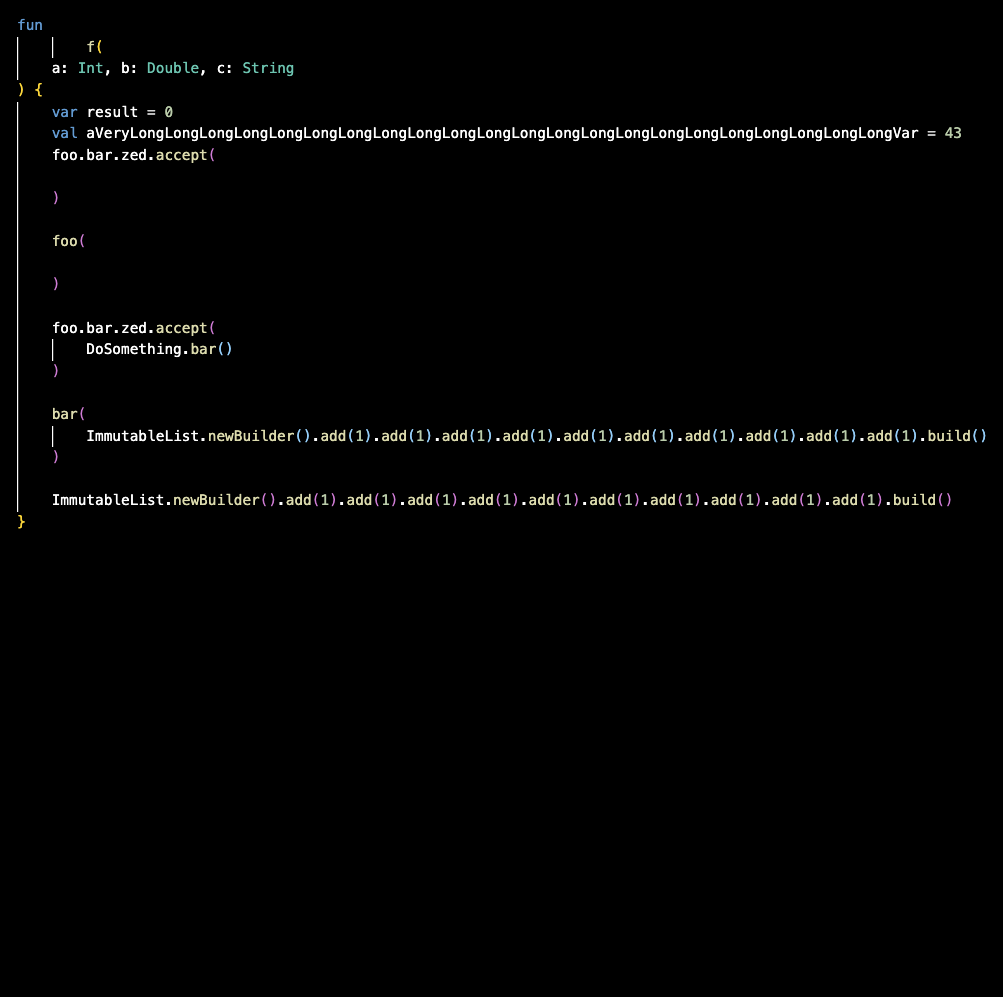 fun
        f(
    a: Int, b: Double, c: String
) {
    var result = 0
    val aVeryLongLongLongLongLongLongLongLongLongLongLongLongLongLongLongLongLongLongLongLongLongLongVar = 43
    foo.bar.zed.accept(

    )

    foo(

    )

    foo.bar.zed.accept(
        DoSomething.bar()
    )

    bar(
        ImmutableList.newBuilder().add(1).add(1).add(1).add(1).add(1).add(1).add(1).add(1).add(1).add(1).build()
    )

    ImmutableList.newBuilder().add(1).add(1).add(1).add(1).add(1).add(1).add(1).add(1).add(1).add(1).build()
}